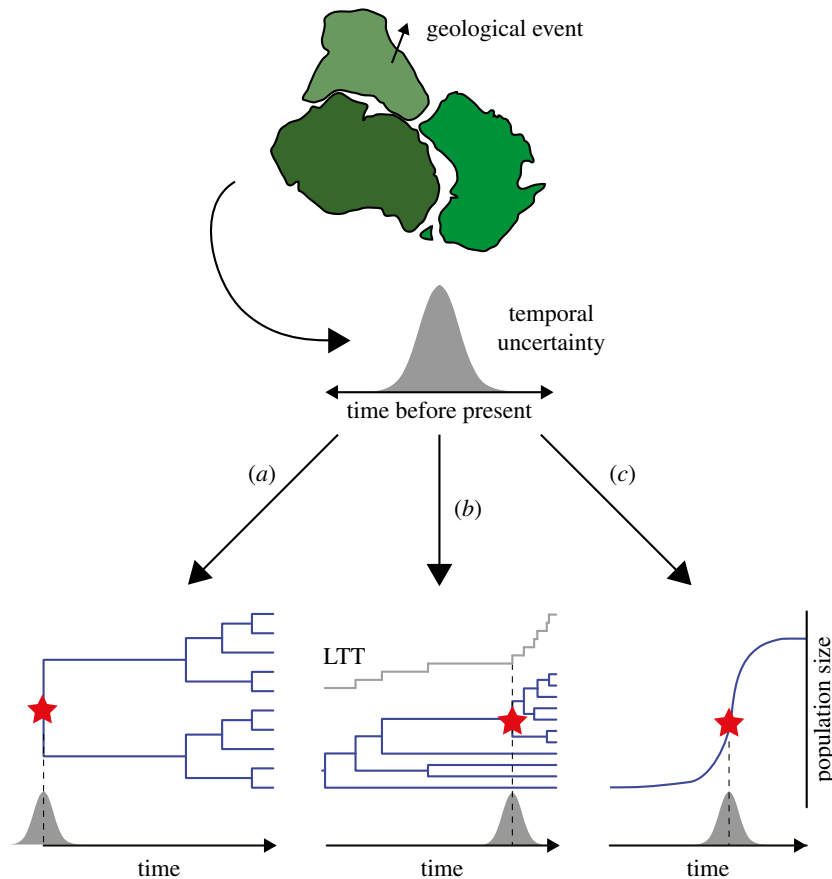 geological event
temporal
uncertainty
time before present
(a)
(b)
(c)
LTT
population size
time
time
time